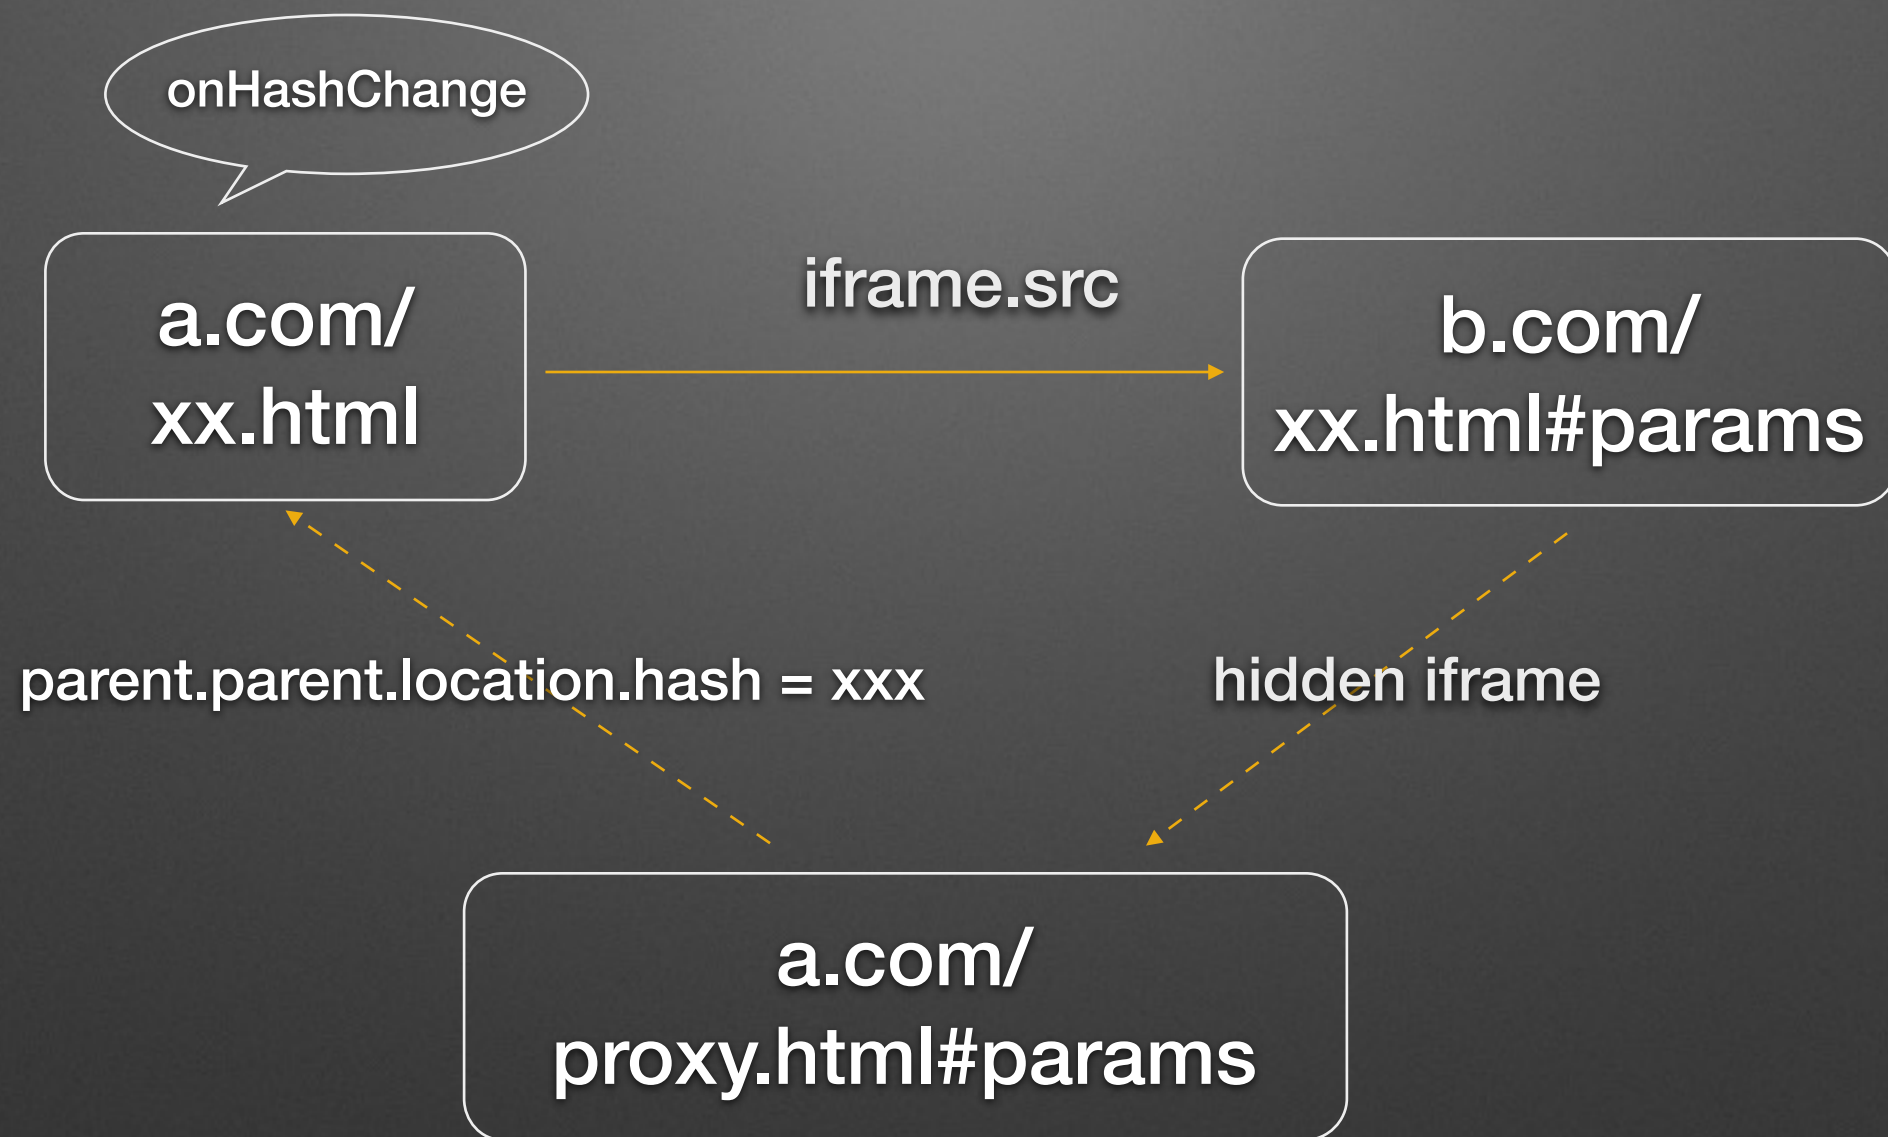 onHashChange
a.com/
xx.html
iframe.src
b.com/
xx.html#params
parent.parent.location.hash = xxx
hidden iframe
a.com/
proxy.html#params